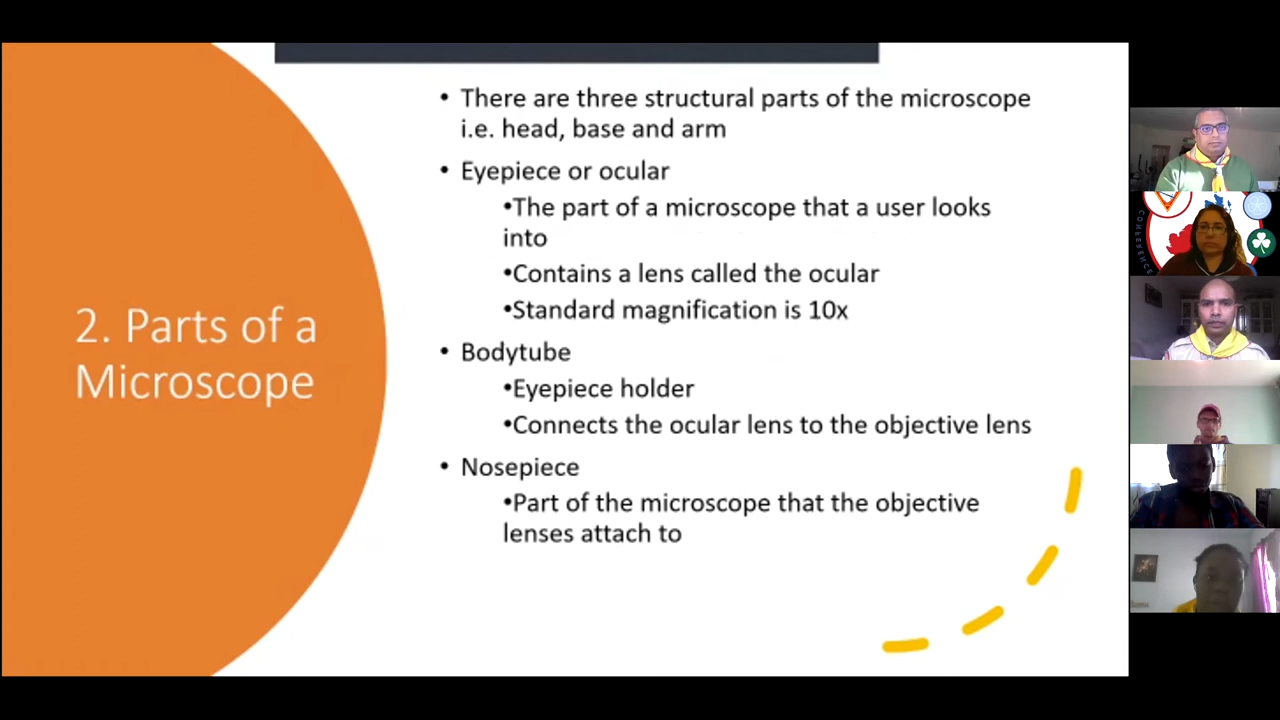 • There are three structural parts of the microscope
i.e. head, base and arm
• Eyepiece or ocular
•The part of a microscope that a user looks
into
•Contains a lens called the ocular
•Standard magnification is 10x
2. Parts of a
Microscope
• Bodytube
•Eyepiece holder
•Connects the ocular lens to the objective lens
• Nosepiece
•Part of the microscope that the objective
lenses attach to
CONFERENCE